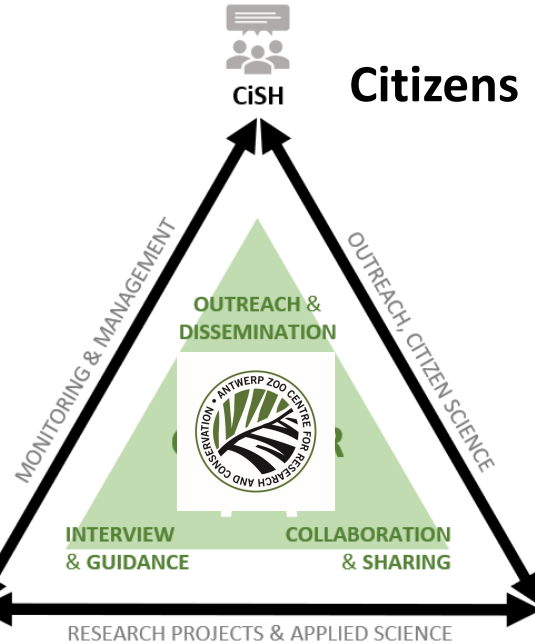 CiSH
Citizens
MONITORING & MANAGEMENT
OUTREACH, CITIZEN SCIENCE
OUTREACH &
DISSEMINATION
ANTWERP ZOO CENTRE FOR RESEARCH AND CONSERVATION •
INTERVIEW
& GUIDANCE
COLLABORATION
& SHARING
RESEARCH PROJECTS & APPLIED SCIENCE